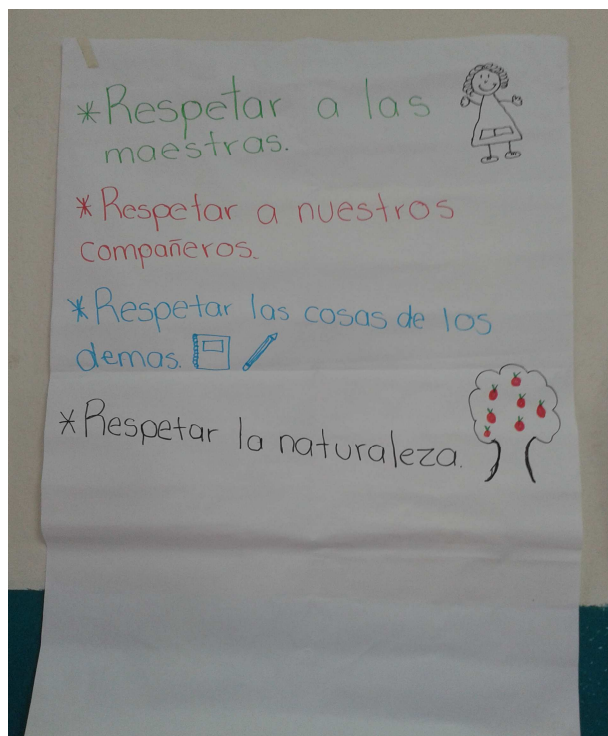 *Respetar a las
maestras.
*Respetar a nuestros
compañeros.
*Respetar las cosas de los
demas.
*Respetar la naturaleza.